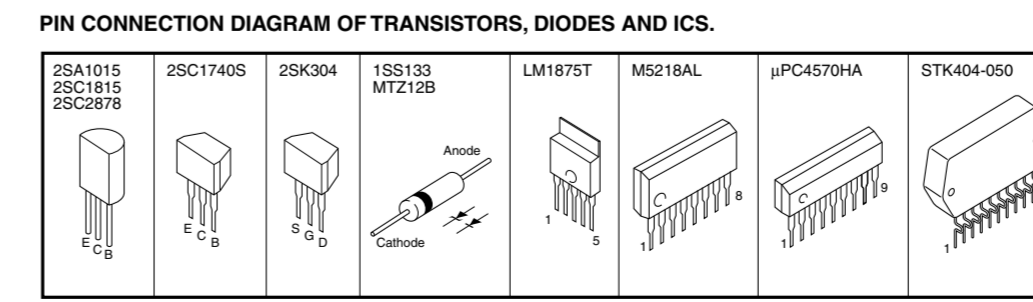 PIN CONNECTION DIAGRAM OF TRANSISTORS, DIODES AND ICS.
2SA1015
2SC1815
2SC2878
E C B
2SC1740S
E C B
2SK304
S G D
1SS133
MTZ12B
Anode
Cathode
LM1875T
1
5
M5218AL
1
8
μPC4570HA
1
9
STK404-050
1